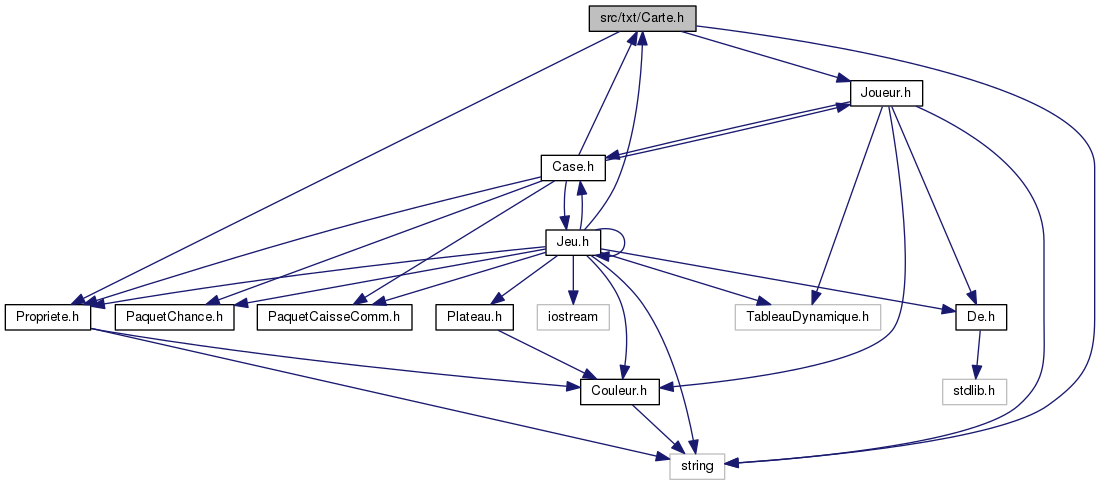 src/txt/Carte.h
Joueur.h
Case.h
Jeu.h
Propriete.h
PaquetChance.h
PaquetCaisseComm.h
Plateau.h
iostream
TableauDynamique.h
De.h
Couleur.h
stdlib.h
string